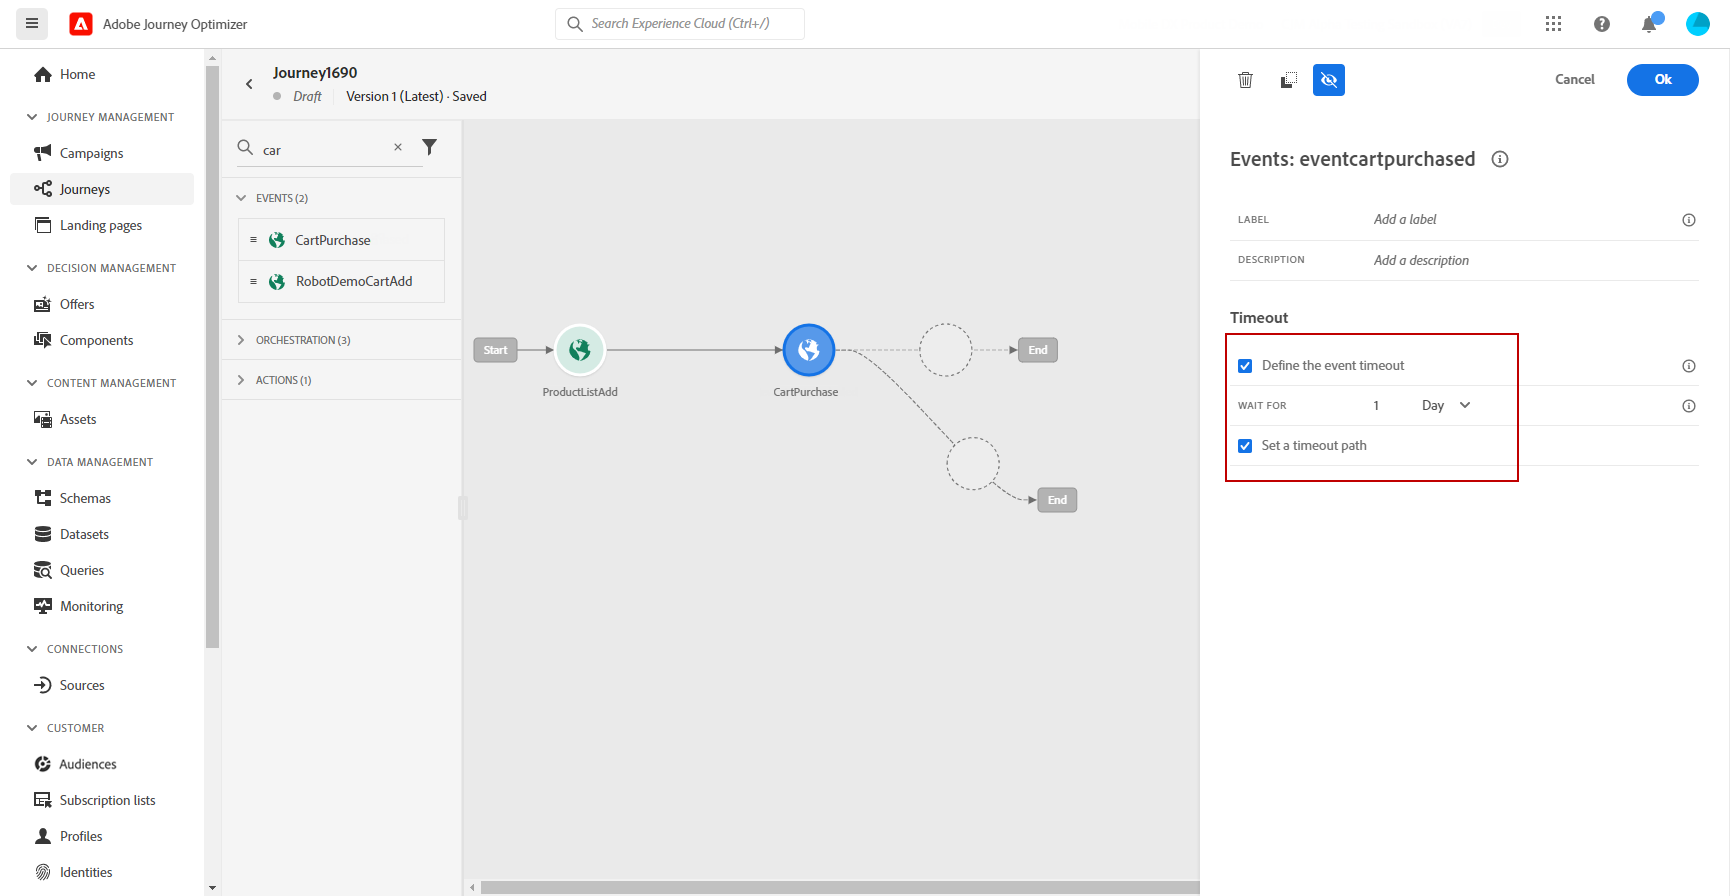 Adobe Journey Optimizer
Search Experience Cloud (Ctrl+/)
Home
JOURNEY MANAGEMENT
Campaigns
Journeys
Landing pages
DECISION MANAGEMENT
Offers
Components
CONTENT MANAGEMENT
Assets
DATA MANAGEMENT
Schemas
Datasets
Queries
Monitoring
CONNECTIONS
Sources
CUSTOMER
Audiences
Subscription lists
Profiles
Identities
Journey1690
Draft Version 1 (Latest) · Saved
car
EVENTS (2)
CartPurchase
RobotDemoCartAdd
ORCHESTRATION (3)
ACTIONS (1)
Start
ProductListAdd
CartPurchase
End
End
Cancel
Ok
Events: eventcartpurchased
LABEL Add a label
DESCRIPTION Add a description
Timeout
Define the event timeout
WAIT FOR 1 Day
Set a timeout path